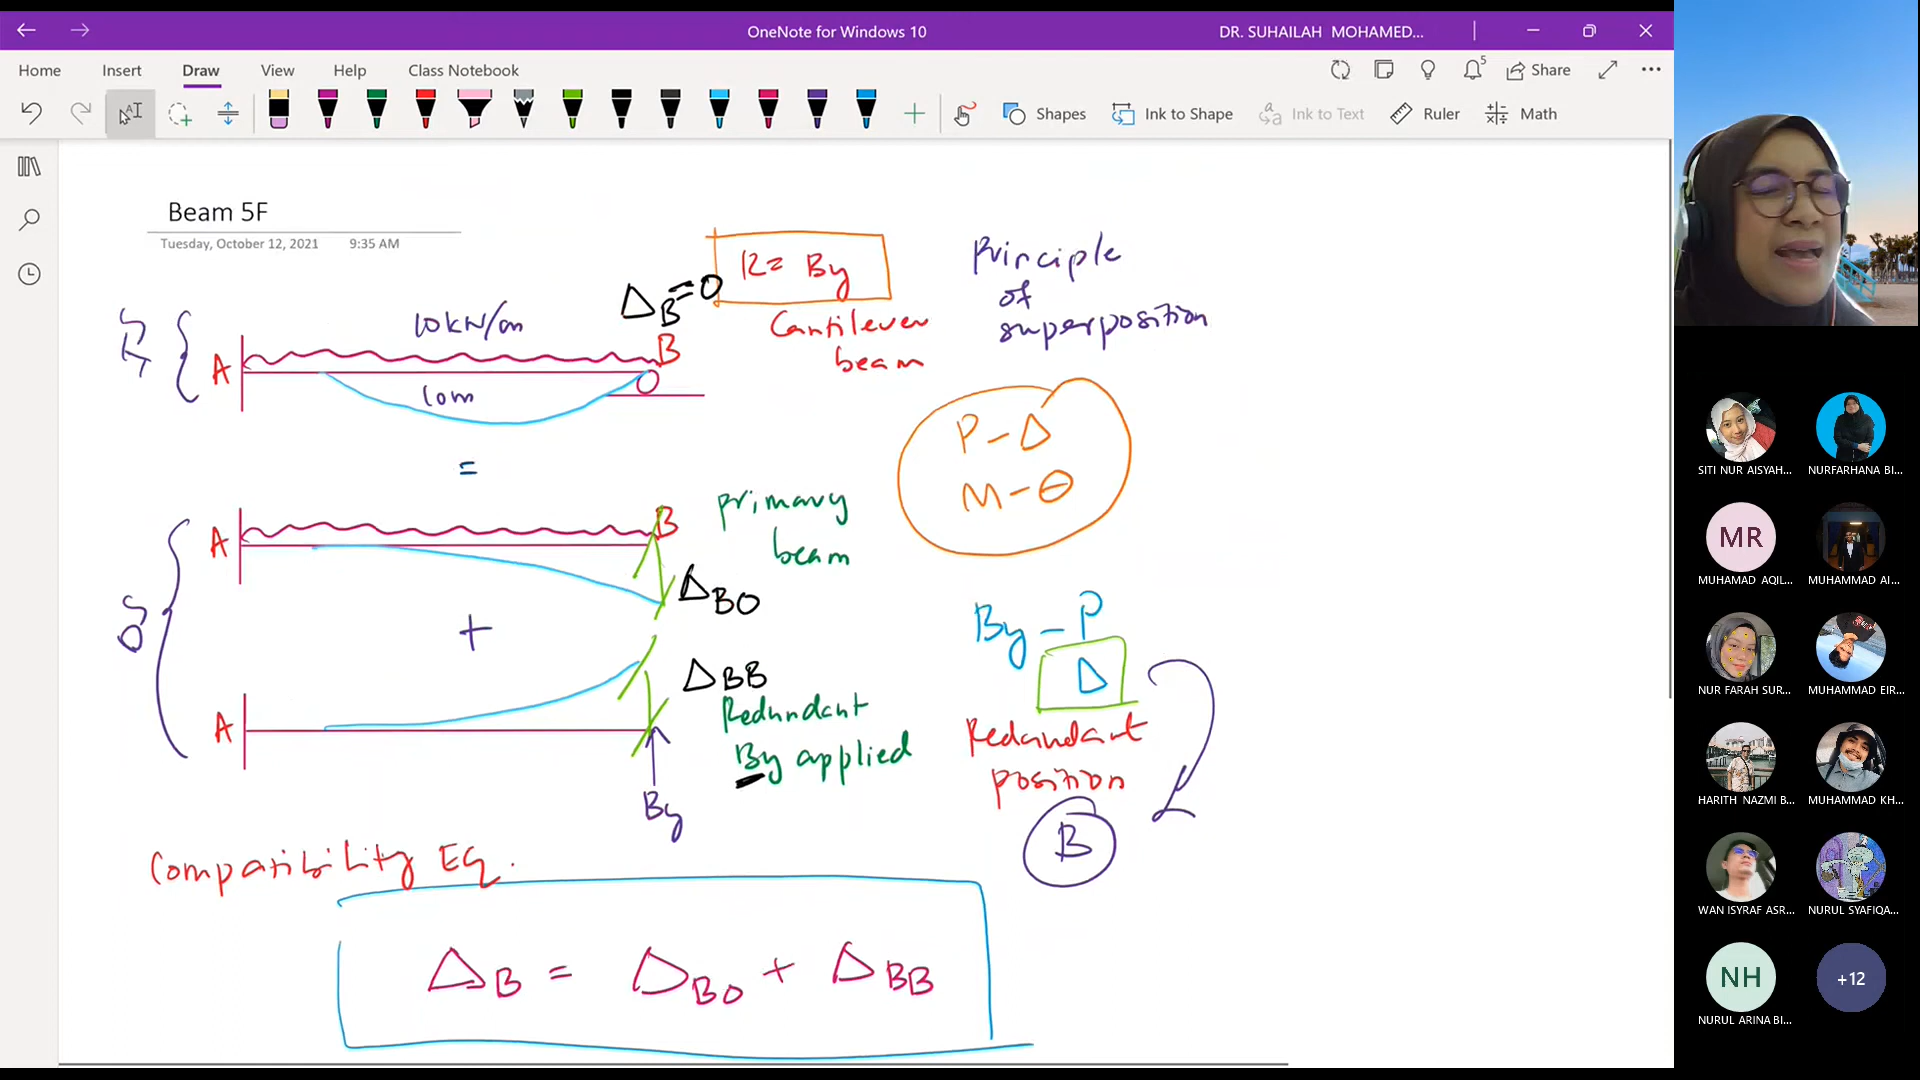 OneNote for Windows 10
DR. SUHAILAH MOHAMED...
Home Insert Draw View Help Class Notebook
5
Share
Shapes Ink to Shape Ink to Text Ruler Math
Beam 5F
Tuesday, October 12, 2021 9:35 AM
R = By
Cantilever
beam
Principle
of
superposition
ΔB = 0
10 kN/m
A
B
10m
=
P - Δ
M - θ
A
B
primary
beam
ΔBO
+
ΔBB
Redundant
By applied
A
By
By - P
Δ
Redundant
position
B
Compatibility Eq.
ΔB = ΔBO + ΔBB
SITI NUR AISYAH...
NURFARHANA BI...
MR
MUHAMAD AQIL...
MUHAMMAD AI...
NUR FARAH SUR...
MUHAMMAD EIR...
HARITH NAZMI B...
MUHAMMAD KH...
WAN ISYRAF ASR...
NURUL SYAFIQA...
NH
NURUL ARINA BI...
+12